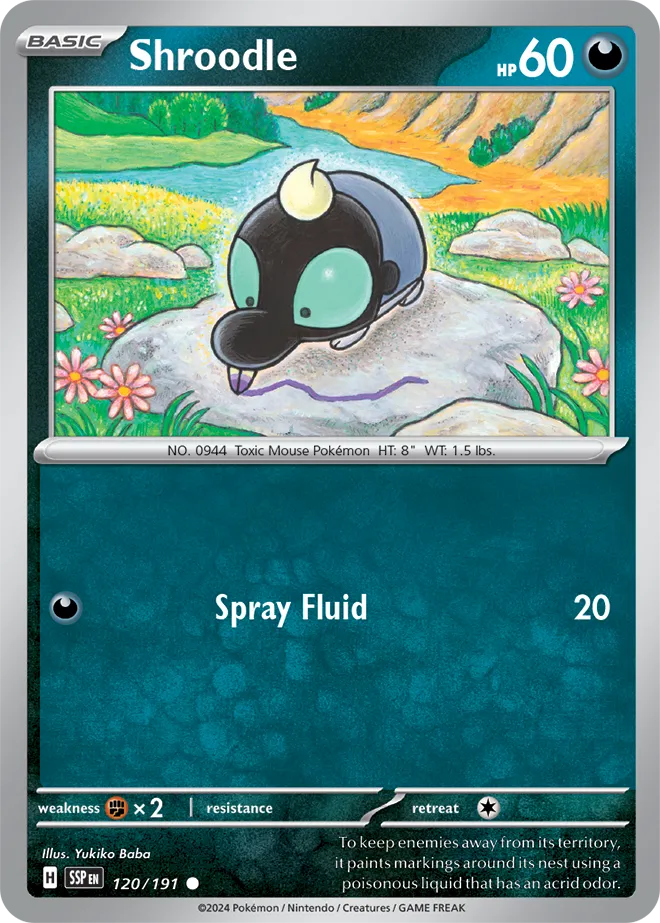 BASIC
Shroodle
HP 60
NO. 0944 Toxic Mouse Pokémon HT: 8" WT: 1.5 lbs.
Spray Fluid 20
weakness ×2 resistance retreat
Illus. Yukiko Baba
To keep enemies away from its territory,
it paints markings around its nest using a
poisonous liquid that has an acrid odor.
H SSP EN 120/191
©2024 Pokémon / Nintendo / Creatures / GAME FREAK